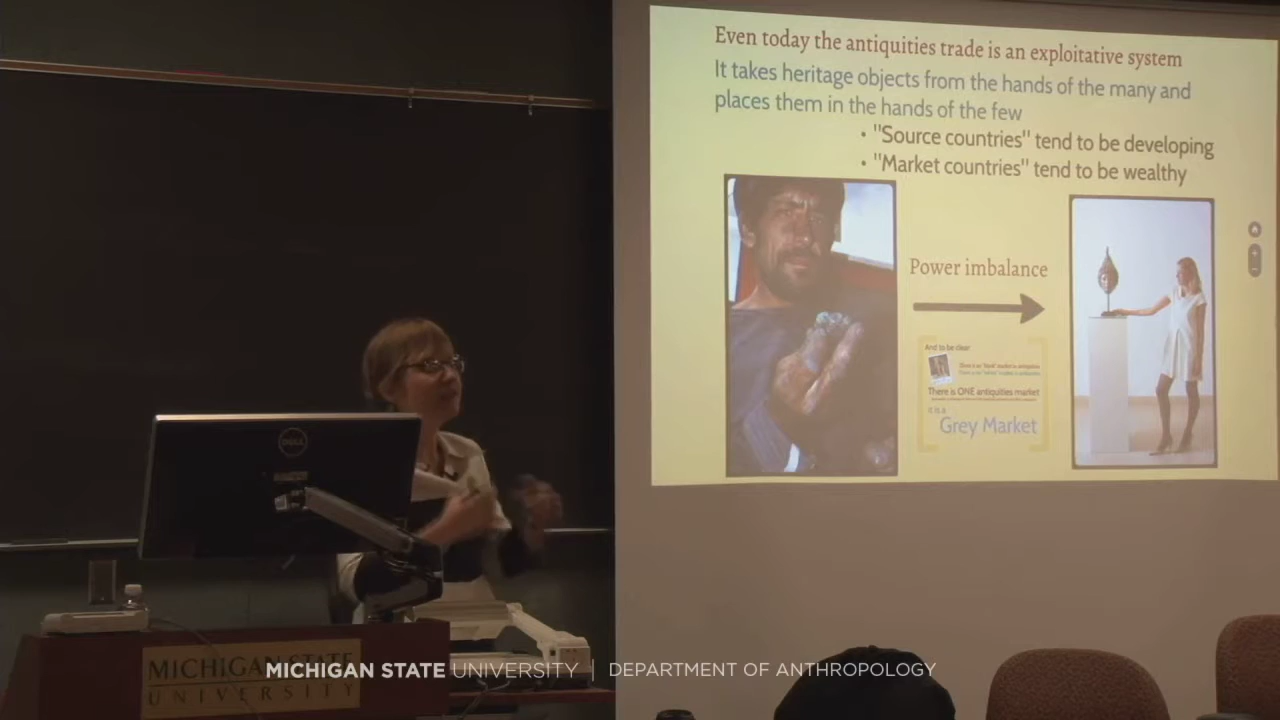 Even today the antiquities trade is an exploitative system
It takes heritage objects from the hands of the many and
places them in the hands of the few
• "Source countries" tend to be developing
• "Market countries" tend to be wealthy
Power imbalance
And to be clear
There is ONE antiquities market
It is a
Grey Market
DELL
MICHIGAN STATE
UNIVERSITY
MICHIGAN STATE UNIVERSITY | DEPARTMENT OF ANTHROPOLOGY